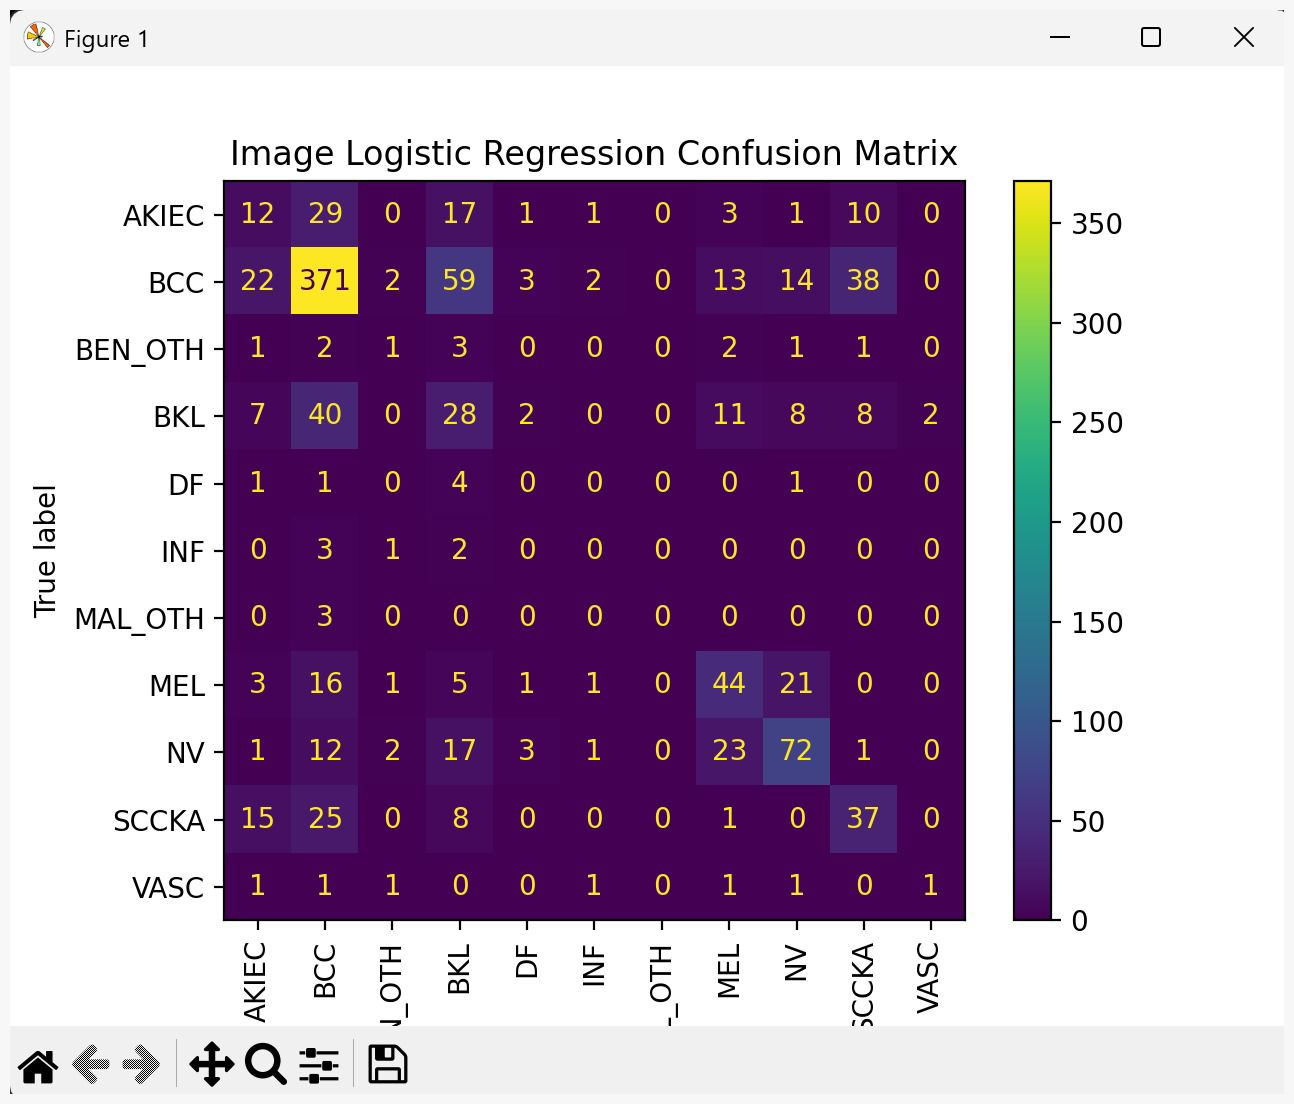 Figure 1
Image Logistic Regression Confusion Matrix
AKIEC 12 29 0 17 1 1 0 3 1 10 0
BCC 22 371 2 59 3 2 0 13 14 38 0
BEN_OTH 1 2 1 3 0 0 0 2 1 1 0
BKL 7 40 0 28 2 0 0 11 8 8 2
DF 1 1 0 4 0 0 0 0 1 0 0
INF 0 3 1 2 0 0 0 0 0 0 0
MAL_OTH 0 3 0 0 0 0 0 0 0 0 0
MEL 3 16 1 5 1 1 0 44 21 0 0
NV 1 12 2 17 3 1 0 23 72 1 0
SCCKA 15 25 0 8 0 0 0 1 0 37 0
VASC 1 1 1 0 0 1 0 1 1 0 1
True label
AKIEC BCC N_OTH BKL DF INF _OTH MEL NV SCCKA VASC
350
300
250
200
150
100
50
0